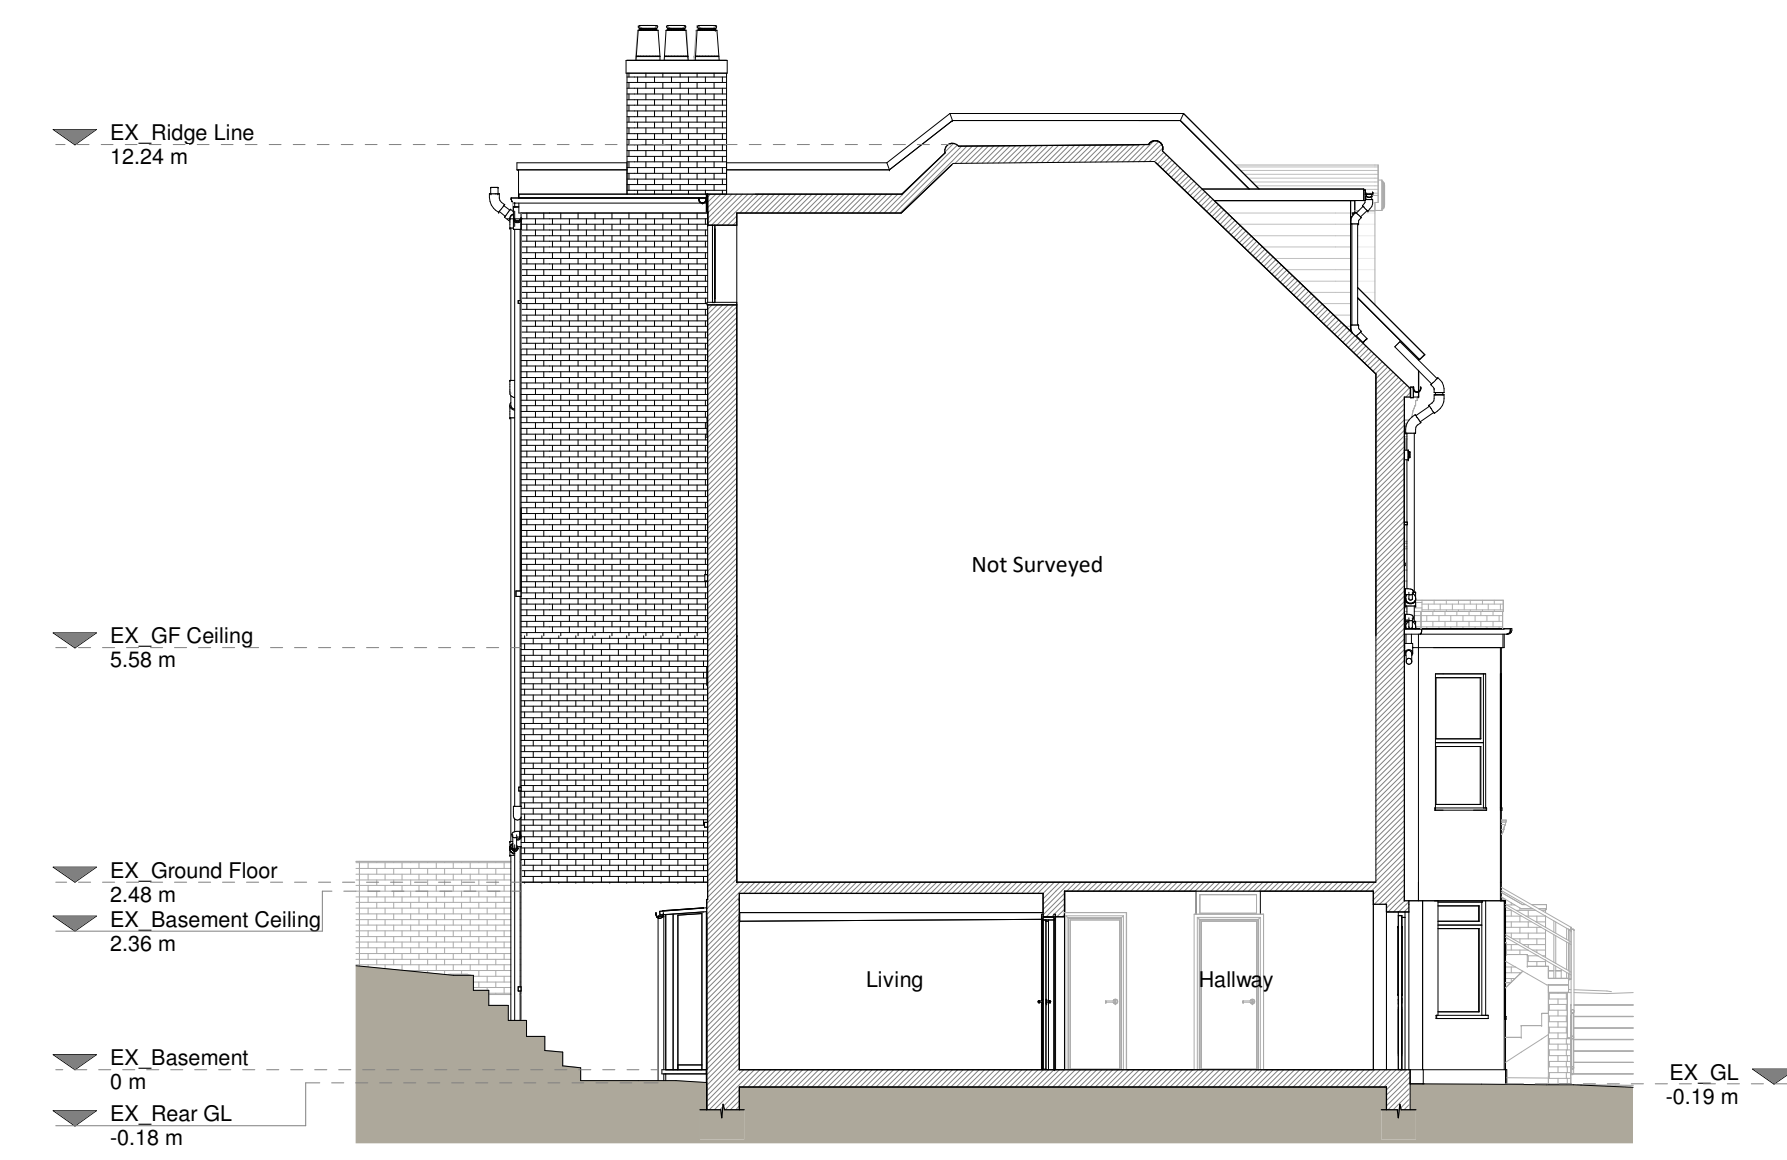 EX_Ridge Line
12.24 m
Not Surveyed
EX_GF Ceiling
5.58 m
EX_Ground Floor
2.48 m
EX_Basement Ceiling
2.36 m
Living
Hallway
EX_Basement
0 m
EX_GL
-0.19 m
EX_Rear GL
-0.18 m